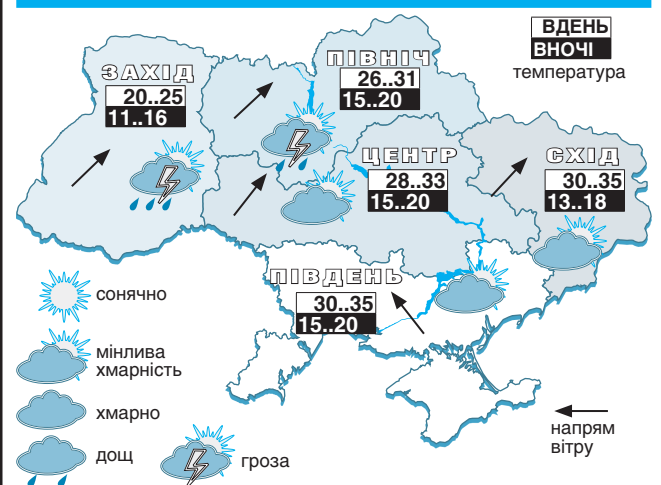 ВДЕНЬ
ВНОЧІ
температура
ПІВНІЧ
26..31
15..20
ЗАХІД
20..25
11..16
ЦЕНТР
28..33
15..20
СХІД
30..35
13..18
ПІВДЕНЬ
30..35
15..20
сонячно
мінлива
хмарність
хмарно
дощ
гроза
напрям
вітру